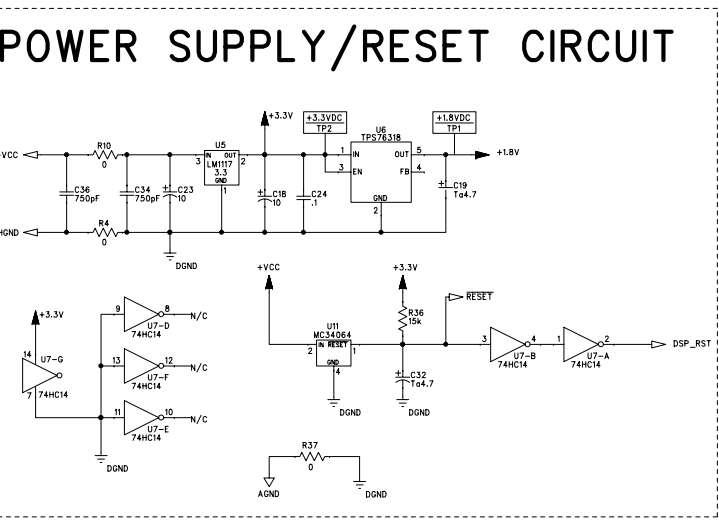 POWER SUPPLY/RESET CIRCUIT
+3.3V
+3.3VDC
TP2
U6
TPS76318
+1.8VDC
TP1
VCC
R10
0
U5
3 IN OUT 2
LM1117
3.3
GND
1
1 IN OUT 5
3 EN FB 4
GND
2
+1.8V
C36
750pF
C34
750pF
C23
10
C18
10
C24
.1
C19
Ta4.7
HGND
R4
0
DGND
+VCC
+3.3V
RESET
R36
15k
U11
MC34064
2 IN RESET 1
GND
4
C32
Ta4.7
DGND
DGND
3 4
U7-B
74HC14
1 2
U7-A
74HC14
DSP_RST
+3.3V
14
U7-G
7
74HC14
9 8 N/C
U7-D
74HC14
13 12 N/C
U7-F
74HC14
11 10 N/C
U7-E
74HC14
DGND
R37
0
AGND
DGND